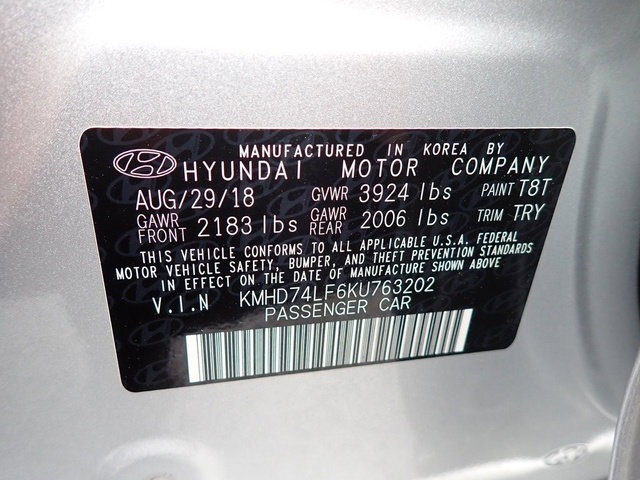 MANUFACTURED IN KOREA BY
HYUNDAI MOTOR COMPANY
AUG/29/18 GVWR 3924 lbs PAINT T8T
GAWR FRONT 2183 lbs GAWR REAR 2006 lbs TRIM TRY
THIS VEHICLE CONFORMS TO ALL APPLICABLE U.S.A. FEDERAL
MOTOR VEHICLE SAFETY, BUMPER, AND THEFT PREVENTION STANDARDS
IN EFFECT ON THE DATE OF MANUFACTURE SHOWN ABOVE
V.I.N KMHD74LF6KU763202
PASSENGER CAR